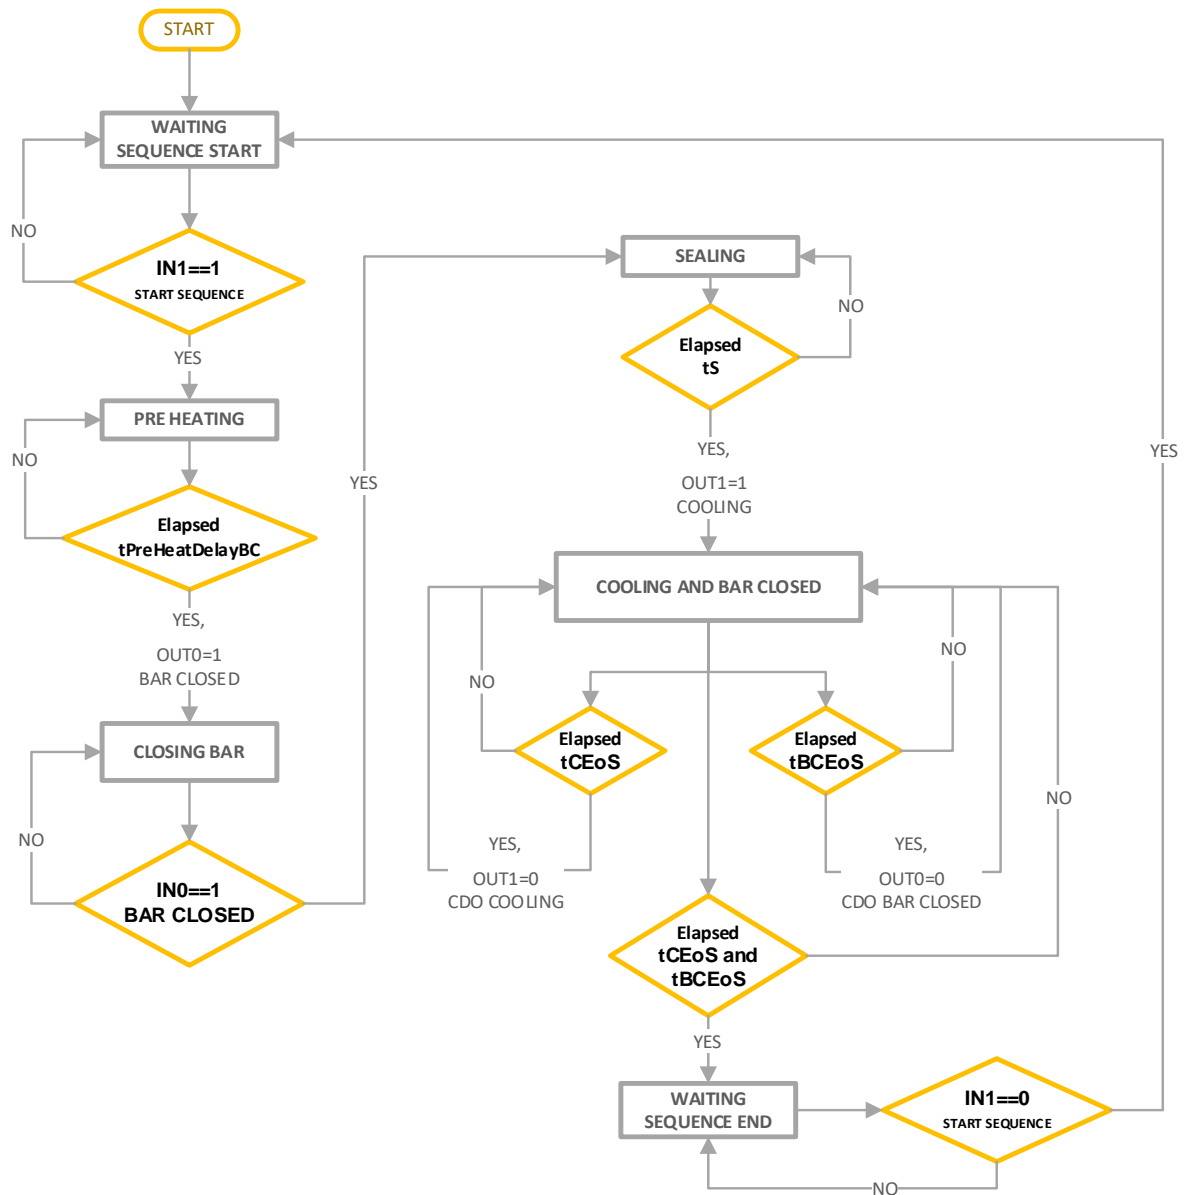 START
WAITING
SEQUENCE START
NO
IN1==1
START SEQUENCE
YES
PRE HEATING
NO
Elapsed
tPreHeatDelayBC
YES,
OUT0=1
BAR CLOSED
CLOSING BAR
NO
IN0==1
BAR CLOSED
YES
SEALING
NO
Elapsed
tS
YES,
OUT1=1
COOLING
COOLING AND BAR CLOSED
NO
Elapsed
tCEoS
YES,
OUT1=0
CDO COOLING
NO
Elapsed
tBCEoS
YES,
OUT0=0
CDO BAR CLOSED
NO
Elapsed
tCEoS and
tBCEoS
YES
WAITING
SEQUENCE END
IN1==0
START SEQUENCE
NO
YES